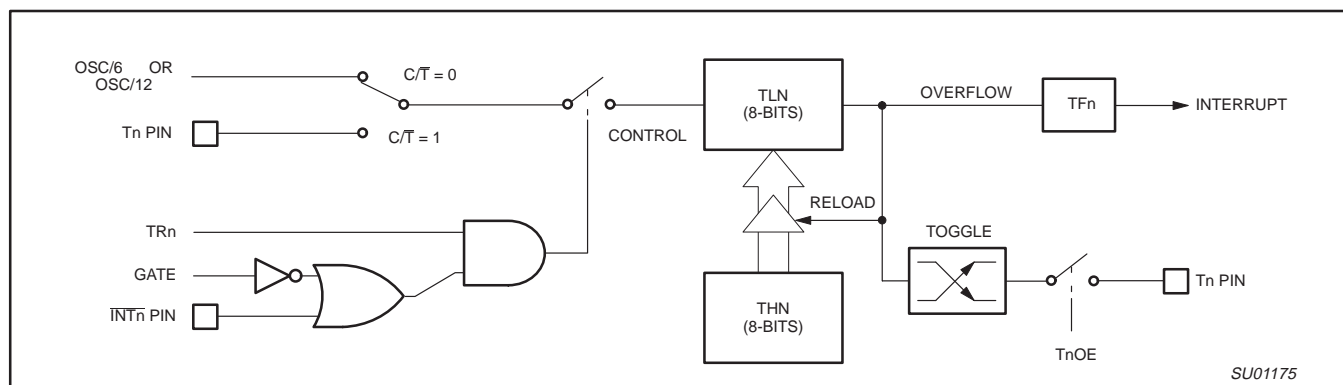 OSC/6 OR
OSC/12
C/T̅ = 0
Tn PIN
C/T̅ = 1
CONTROL
TLN
(8-BITS)
OVERFLOW
TFn
INTERRUPT
RELOAD
TRn
GATE
I̅N̅T̅n̅ PIN
THN
(8-BITS)
TOGGLE
Tn PIN
TnOE
SU01175